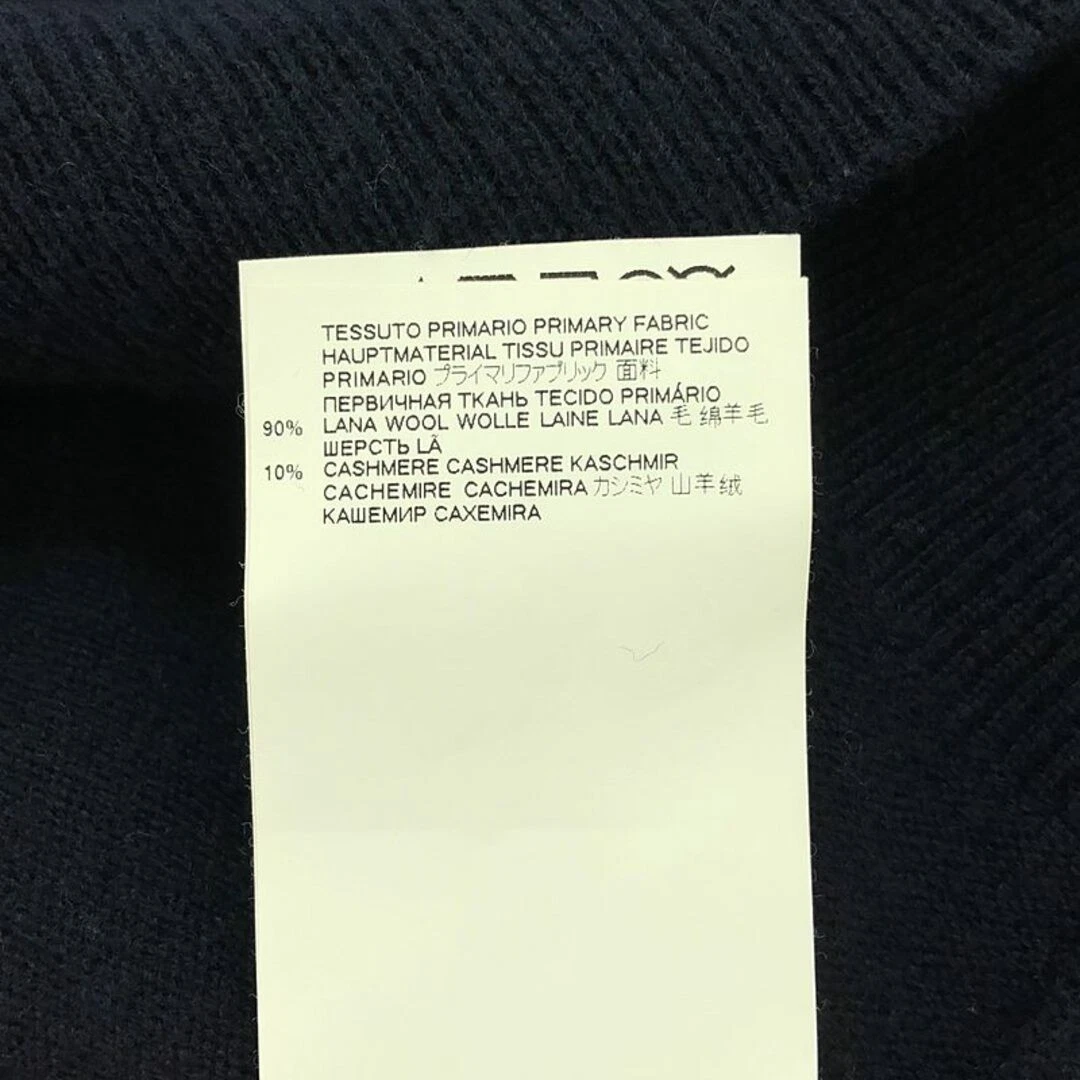 TESSUTO PRIMARIO PRIMARY FABRIC
HAUPTMATERIAL TISSU PRIMAIRE TEJIDO
PRIMARIO プライマリファブリック 面料
ПЕРВИЧНАЯ ТКАНЬ TECIDO PRIMÁRIO
90% LANA WOOL WOLLE LAINE LANA 毛 绵羊毛
ШЕРСТЬ LÃ
10% CASHMERE CASHMERE KASCHMIR
CACHEMIRE CACHEMIRA カシミヤ 山羊绒
КАШЕМИР CAXEMIRA